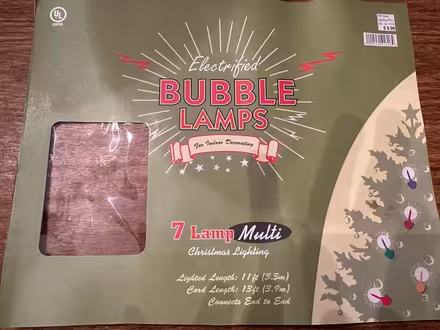 UL
Electrified
BUBBLE
LAMPS
For Indoor Decorating
7 Lamp Multi
Christmas Lighting
Lighted Length: 11ft (3.3m)
Cord Length: 13ft (3.9m)
Connects End to End